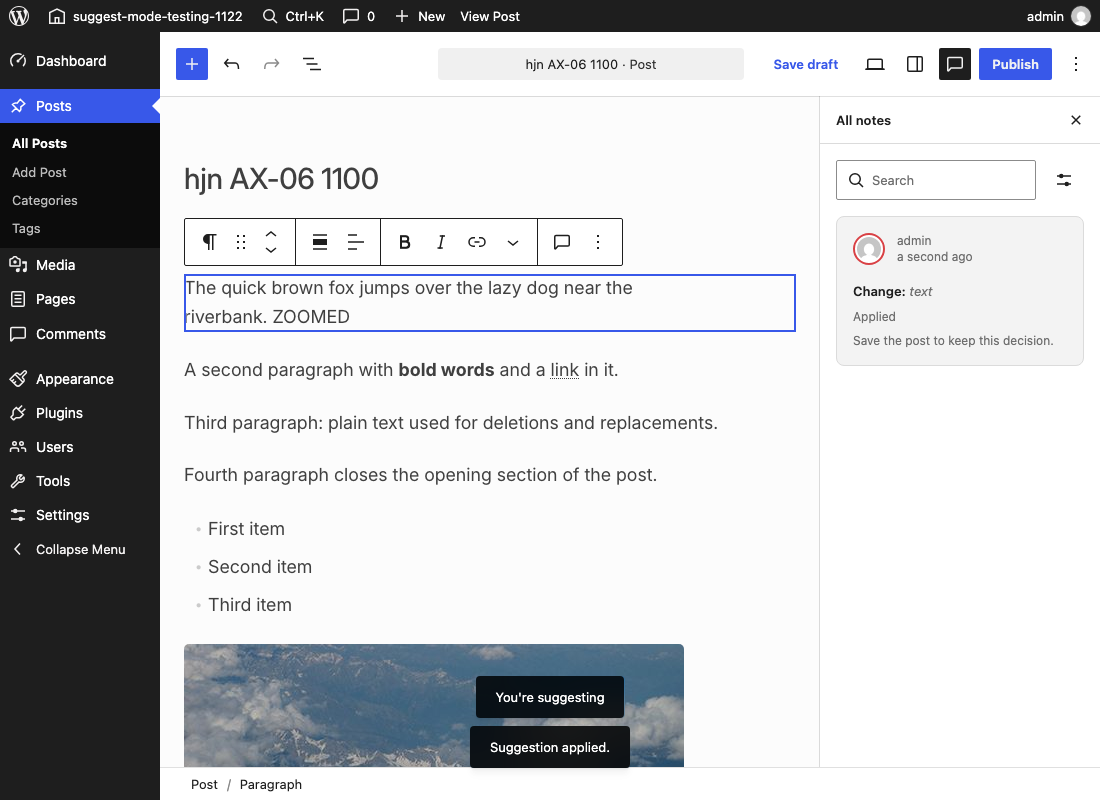 suggest-mode-testing-1122
Ctrl+K
0
New
View Post
admin
Dashboard
Posts
All Posts
Add Post
Categories
Tags
Media
Pages
Comments
Appearance
Plugins
Users
Tools
Settings
Collapse Menu
hjn AX-06 1100 · Post
Save draft
Publish
hjn AX-06 1100
B I
The quick brown fox jumps over the lazy dog near the
riverbank. ZOOMED
A second paragraph with bold words and a link in it.
Third paragraph: plain text used for deletions and replacements.
Fourth paragraph closes the opening section of the post.
• First item
• Second item
• Third item
You're suggesting
Suggestion applied.
Post / Paragraph
All notes
Search
admin
a second ago
Change: text
Applied
Save the post to keep this decision.